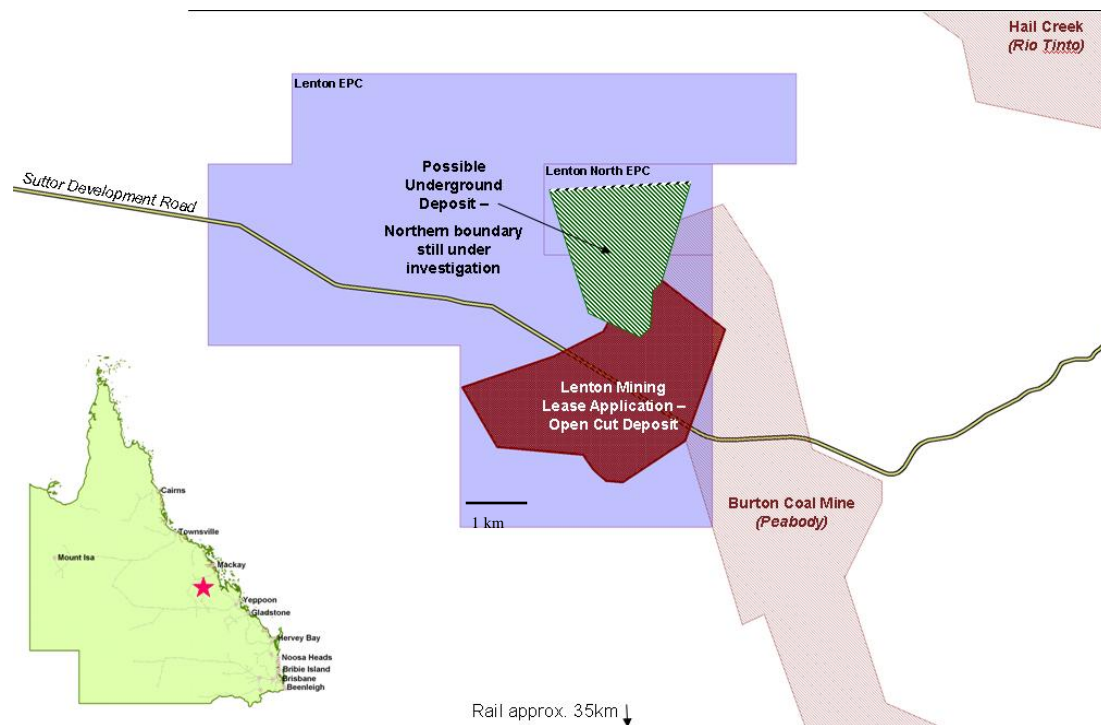 Hail Creek
(Rio Tinto)
Lenton EPC
Possible
Underground
Deposit –
Northern boundary
still under
investigation
Lenton North EPC
Suttor Development Road
Lenton Mining
Lease Application –
Open Cut Deposit
1 km
Burton Coal Mine
(Peabody)
Cairns
Townsville
Mount Isa
Mackay
Yeppoon
Gladstone
Hervey Bay
Noosa Heads
Bribie Island
Brisbane
Beenleigh
Rail approx. 35km